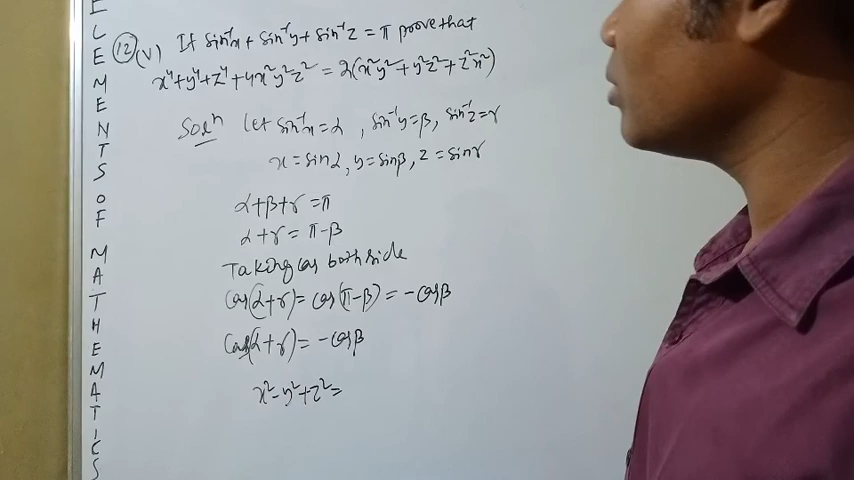 ELEMENTS OF MATHEMATICS
12 (V) If sin⁻¹x + sin⁻¹y + sin⁻¹z = π prove that
x⁴+y⁴+z⁴+4x²y²z² = 2(x²y²+y²z²+z²x²)
Solⁿ Let sin⁻¹x = α , sin⁻¹y = β, sin⁻¹z = γ
x = sinα, y = sinβ, z = sinγ
α+β+γ = π
α+γ = π-β
Taking cos both side
cos(α+γ) = cos(π-β) = -cosβ
cos(α+γ) = -cosβ
x²-y²+z² =